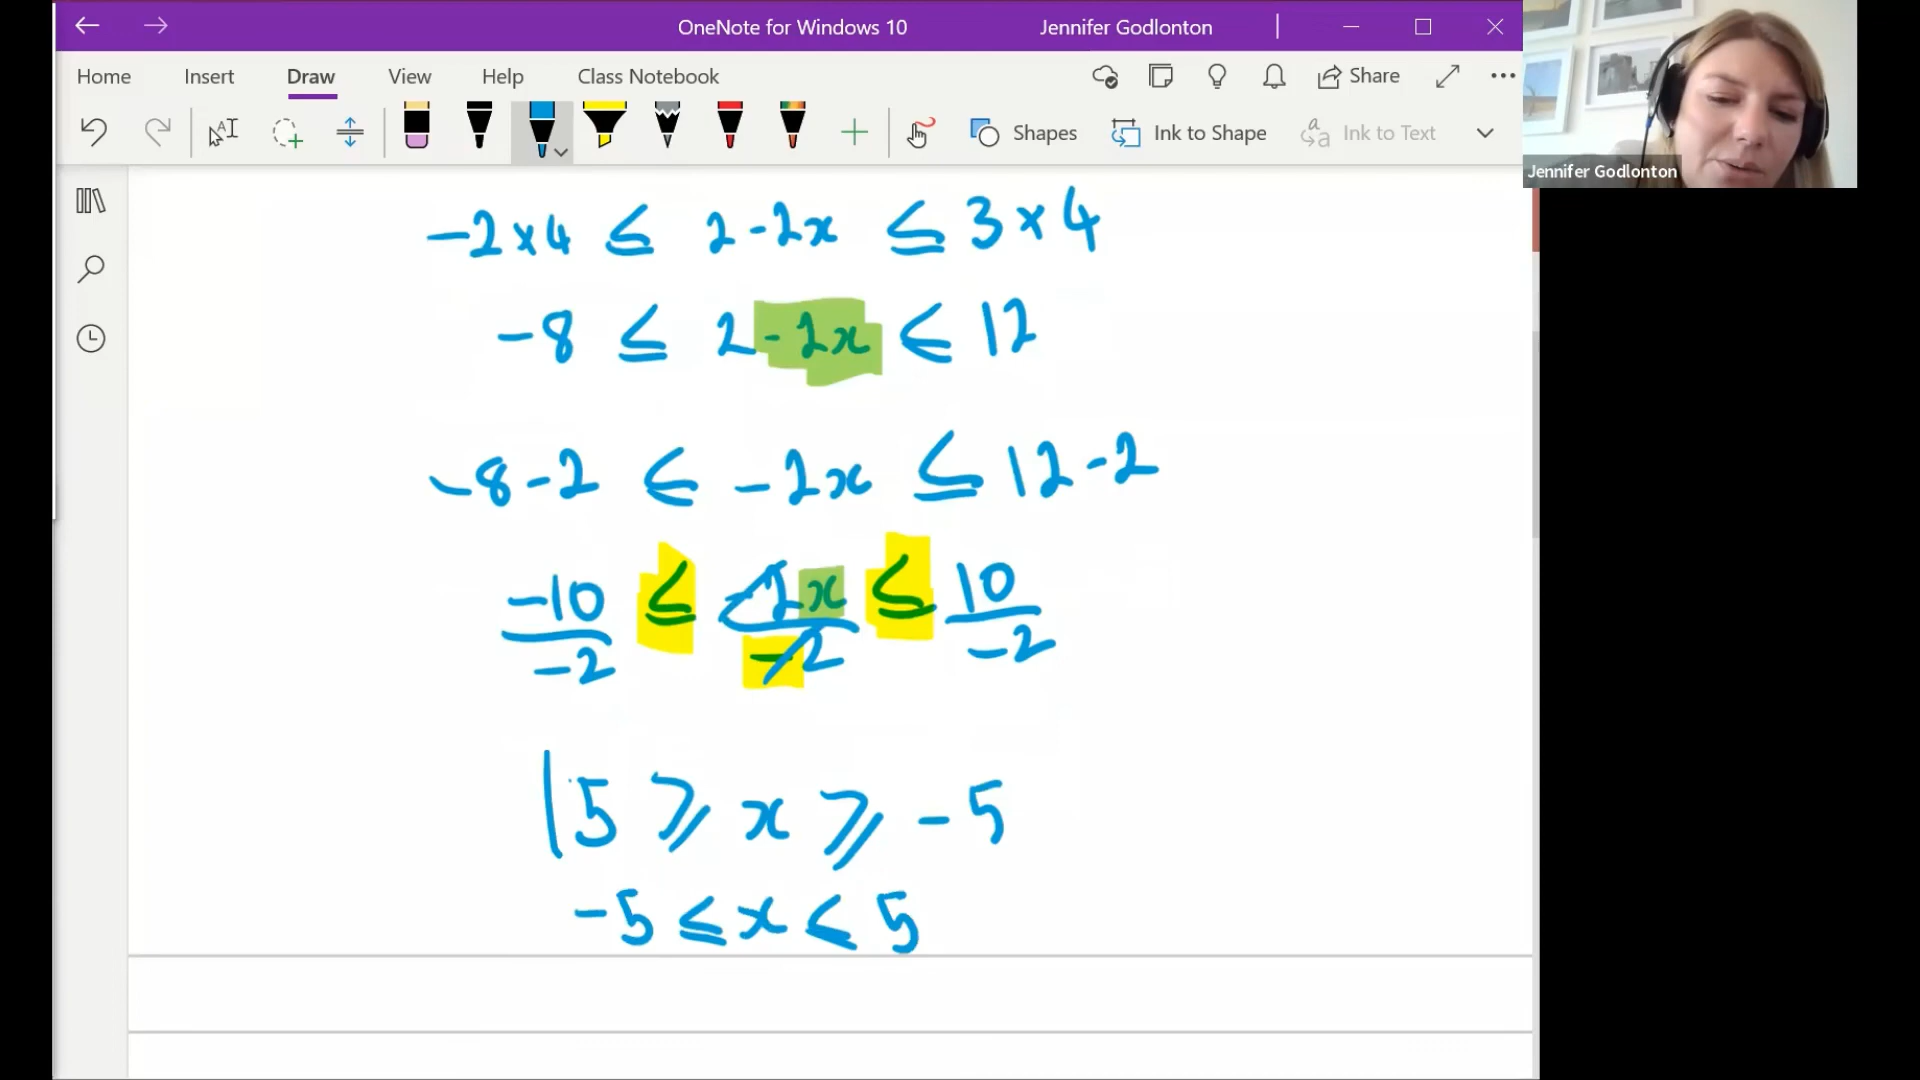 OneNote for Windows 10
Jennifer Godlonton
Home Insert Draw View Help Class Notebook Share
Shapes Ink to Shape Ink to Text
Jennifer Godlonton
-2×4 ≤ 2-2x ≤ 3×4
-8 ≤ 2-2x ≤ 12
-8-2 ≤ -2x ≤ 12-2
-10 ≤ -2x ≤ 10
-2 -2 -2
5 ⩾ x ⩾ -5
-5 ≤ x ≤ 5